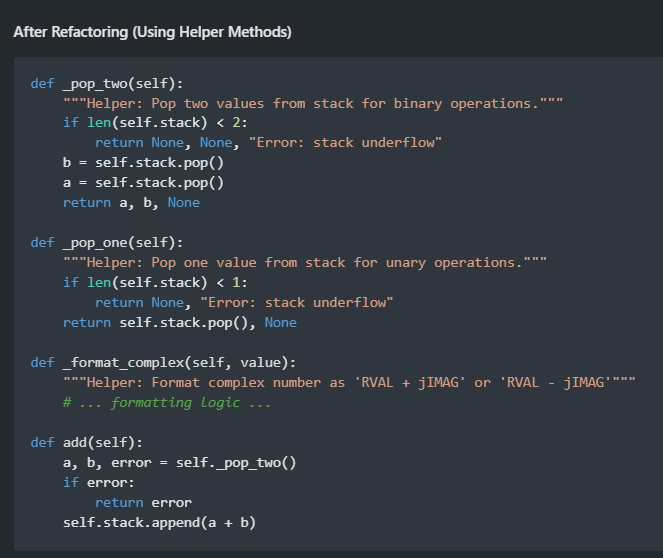 After Refactoring (Using Helper Methods)
def _pop_two(self):
    """Helper: Pop two values from stack for binary operations."""
    if len(self.stack) < 2:
        return None, None, "Error: stack underflow"
    b = self.stack.pop()
    a = self.stack.pop()
    return a, b, None
def _pop_one(self):
    """Helper: Pop one value from stack for unary operations."""
    if len(self.stack) < 1:
        return None, "Error: stack underflow"
    return self.stack.pop(), None
def _format_complex(self, value):
    """Helper: Format complex number as 'RVAL + jIMAG' or 'RVAL - jIMAG'"""
    # ... formatting logic ...
def add(self):
    a, b, error = self._pop_two()
    if error:
        return error
    self.stack.append(a + b)